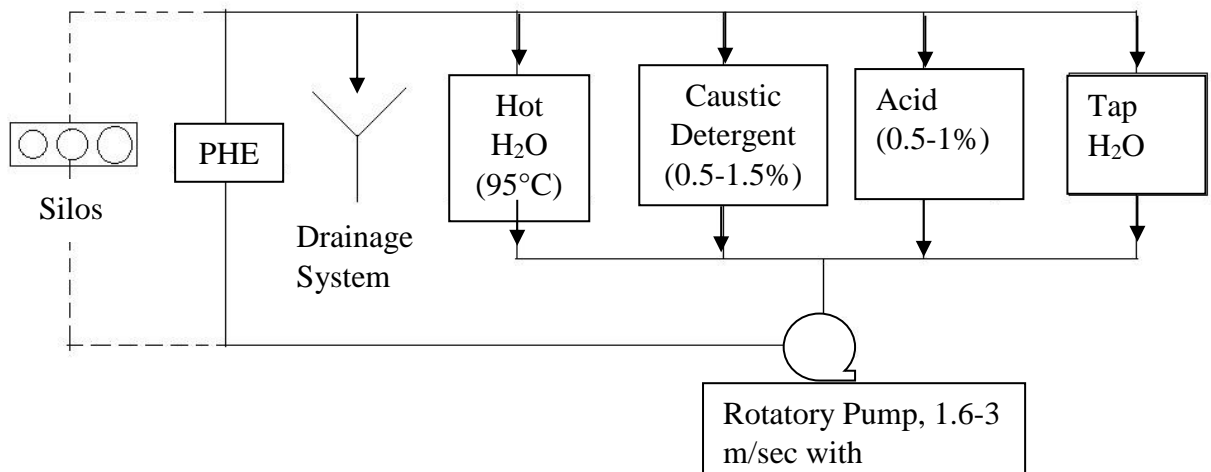 Hot
H₂O
(95°C)
Caustic
Detergent
(0.5-1.5%)
Acid
(0.5-1%)
Tap
H₂O
PHE
Silos
Drainage
System
Rotatory Pump, 1.6-3
m/sec with